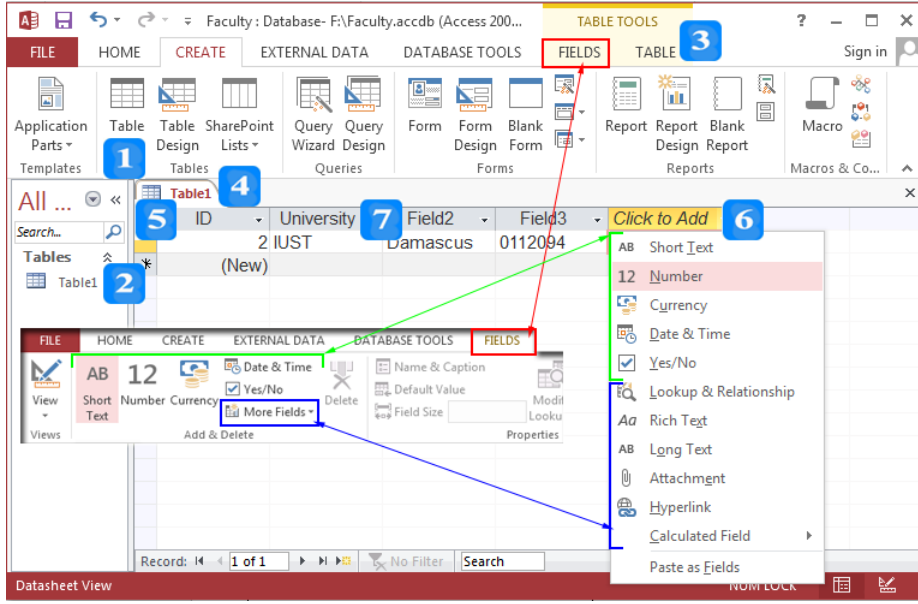 Faculty : Database- F:\Faculty.accdb (Access 200...
TABLE TOOLS
?
FILE HOME CREATE EXTERNAL DATA DATABASE TOOLS FIELDS TABLE 3 Sign in
Application Parts
Table
Table Design
SharePoint Lists
Query Wizard
Query Design
Form
Form Design
Blank Form
Report
Report Design
Blank Report
Macro
Templates 1 Tables Queries Forms Reports Macros & Co...
All ...
Search...
Tables
Table1 2
Table1 4
5 ID University 7 Field2 Field3 Click to Add 6
2 IUST Damascus 0112094
* (New)
AB Short Text
12 Number
Currency
Date & Time
Yes/No
Lookup & Relationship
Aa Rich Text
AB Long Text
Attachment
Hyperlink
Calculated Field
Paste as Fields
FILE HOME CREATE EXTERNAL DATA DATABASE TOOLS FIELDS
View
AB Short Text
12 Number
Currency
Date & Time
Yes/No
More Fields
Delete
Name & Caption
Default Value
Field Size
Modif
Looku
Views Add & Delete Properties
Record: 1 of 1 No Filter Search
Datasheet View NUM LOCK